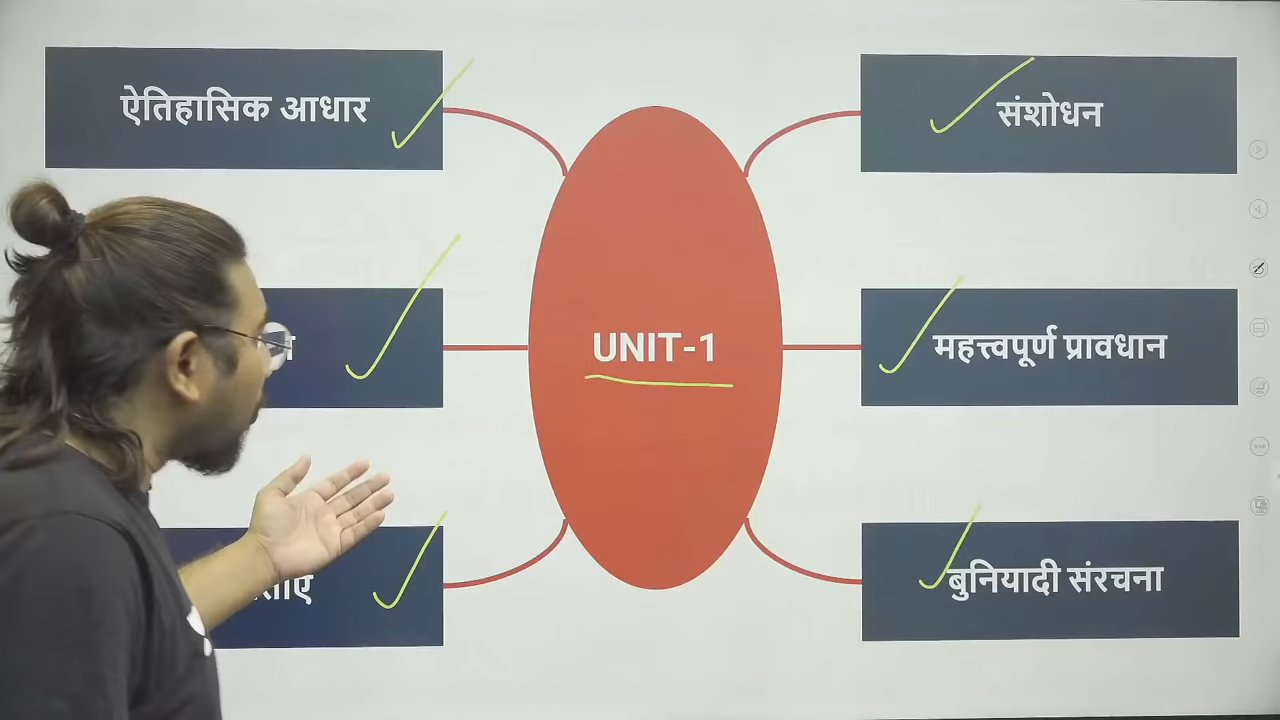 ऐतिहासिक आधार
संशोधन
UNIT-1
महत्त्वपूर्ण प्रावधान
बुनियादी संरचना